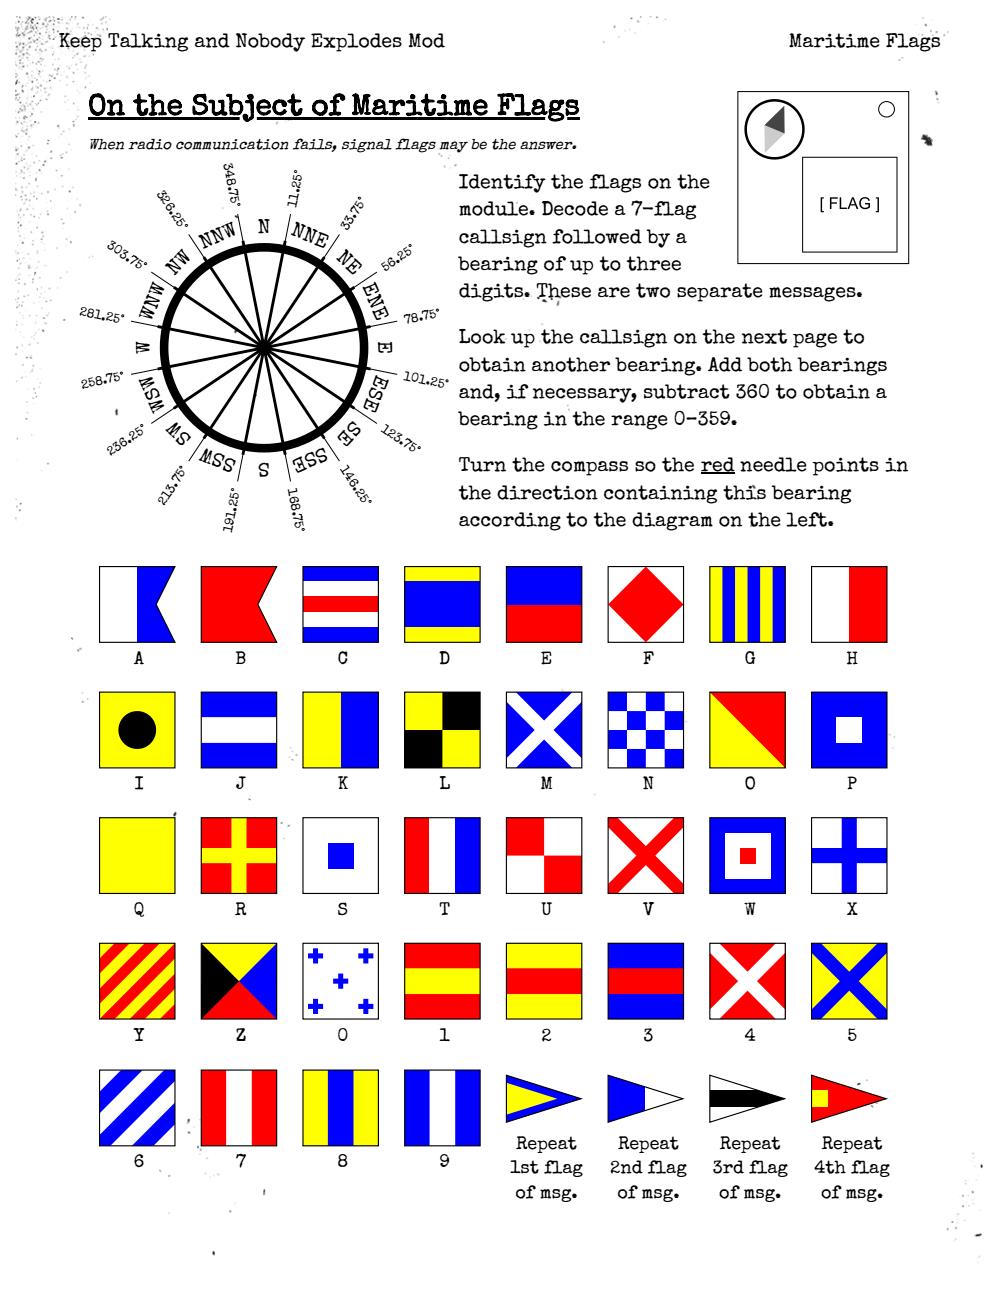 Keep Talking and Nobody Explodes Mod
Maritime Flags
On the Subject of Maritime Flags
When radio communication fails, signal flags may be the answer.
[ FLAG ]
348.75°
11.25°
326.25°
33.75°
NNW
N
NNE
303.75°
56.25°
NW
NE
WNW
ENE
281.25°
78.75°
W
E
258.75°
101.25°
WSW
ESE
236.25°
123.75°
SW
SE
SSW
S
SSE
213.75°
146.25°
191.25°
168.75°
Identify the flags on the
module. Decode a 7-flag
callsign followed by a
bearing of up to three
digits. These are two separate messages.
Look up the callsign on the next page to
obtain another bearing. Add both bearings
and, if necessary, subtract 360 to obtain a
bearing in the range 0-359.
Turn the compass so the red needle points in
the direction containing this bearing
according to the diagram on the left.
A B C D E F G H
I J K L M N O P
Q R S T U V W X
Y Z 0 1 2 3 4 5
6 7 8 9
Repeat Repeat Repeat Repeat
1st flag 2nd flag 3rd flag 4th flag
of msg. of msg. of msg. of msg.